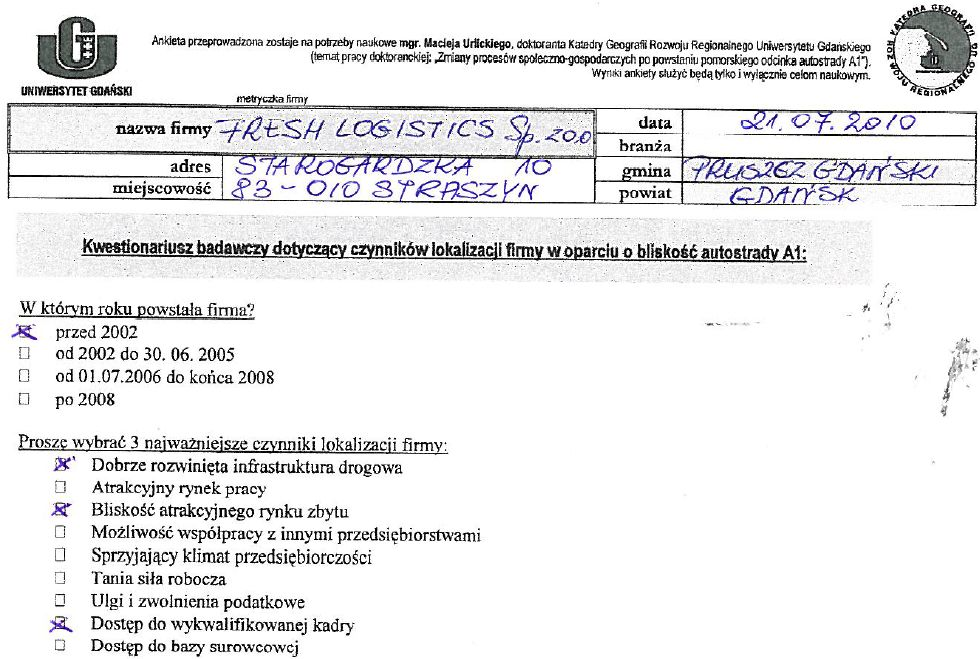 Ankieta przeprowadzona zostaje na potrzeby naukowe mgr. Macieja Urlickiego, doktoranta Katedry Geografii Rozwoju Regionalnego Uniwersytetu Gdańskiego
(temat pracy doktoranckiej: „Zmiany procesów społeczno-gospodarczych po powstaniu pomorskiego odcinka autostrady A1").
Wyniki ankiety służyć będą tylko i wyłącznie celom naukowym.
UNIWERSYTET GDAŃSKI
KATEDRA GEOGRAFII ROZWOJU REGIONALNEGO
metryczka firmy
nazwa firmy FRESH LOGISTICS Sp. zo.o
data 21.07.2010
branża
adres STAROGARDZKA 10
gmina PRUSZCZ GDAŃSKI
miejscowość 83-010 STRASZYN
powiat GDAŃSK
Kwestionariusz badawczy dotyczący czynników lokalizacji firmy w oparciu o bliskość autostrady A1:
W którym roku powstała firma?
przed 2002
od 2002 do 30. 06. 2005
od 01.07.2006 do końca 2008
po 2008
Proszę wybrać 3 najważniejsze czynniki lokalizacji firmy:
Dobrze rozwinięta infrastruktura drogowa
Atrakcyjny rynek pracy
Bliskość atrakcyjnego rynku zbytu
Możliwość współpracy z innymi przedsiębiorstwami
Sprzyjający klimat przedsiębiorczości
Tania siła robocza
Ulgi i zwolnienia podatkowe
Dostęp do wykwalifikowanej kadry
Dostęp do bazy surowcowej